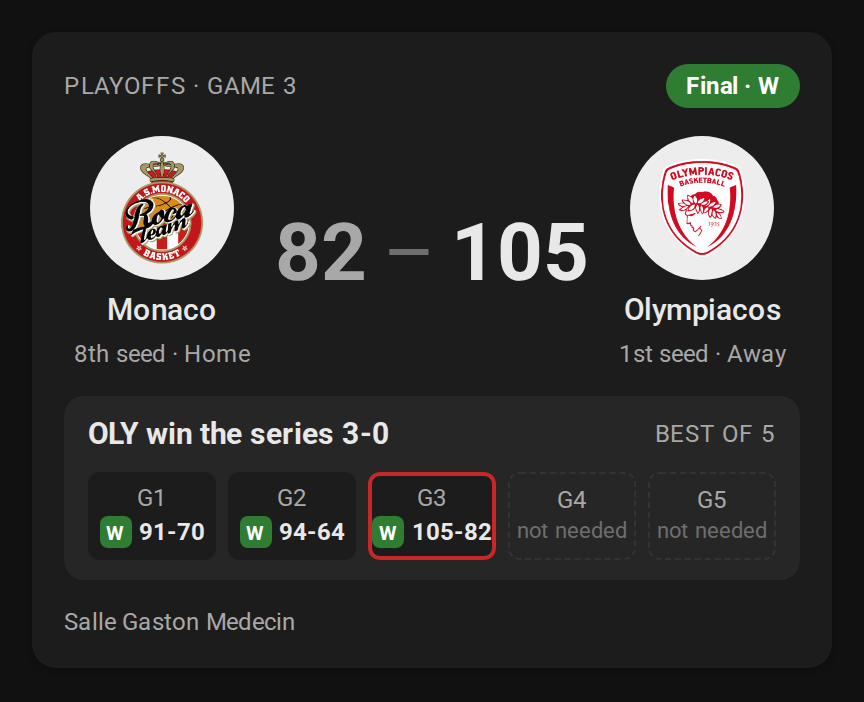 PLAYOFFS · GAME 3
Final · W
A.S.MONACO
Roca
team
BASKET
OLYMPIACOS
BASKETBALL
1925
82 – 105
Monaco
Olympiacos
8th seed · Home
1st seed · Away
OLY win the series 3-0
BEST OF 5
G1
W 91-70
G2
W 94-64
G3
W 105-82
G4
not needed
G5
not needed
Salle Gaston Medecin